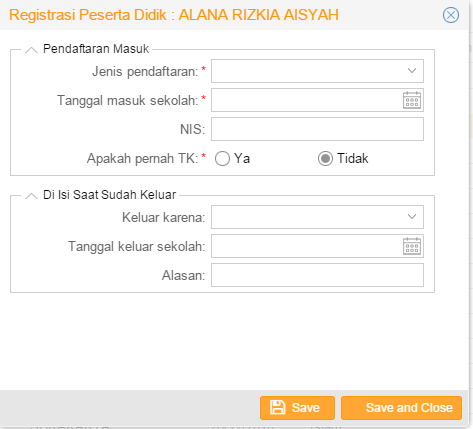 Registrasi Peserta Didik : ALANA RIZKIA AISYAH
Pendaftaran Masuk
Jenis pendaftaran: *
Tanggal masuk sekolah: *
NIS:
Apakah pernah TK: * Ya Tidak
Di Isi Saat Sudah Keluar
Keluar karena:
Tanggal keluar sekolah:
Alasan:
Save Save and Close